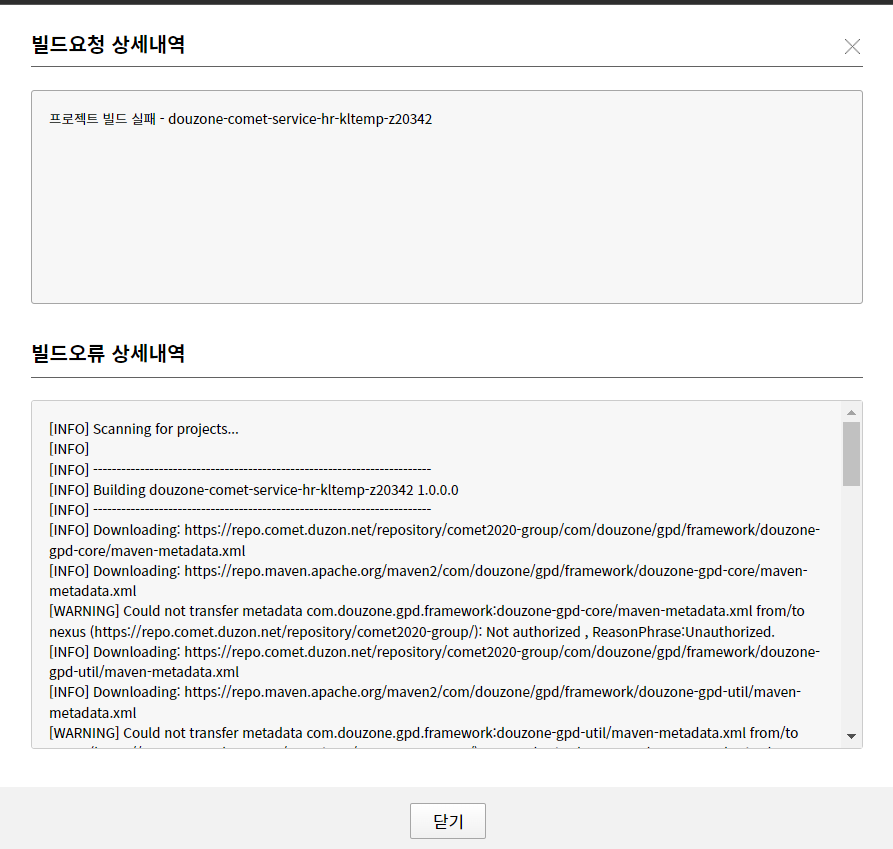 빌드요청 상세내역
프로젝트 빌드 실패 - douzone-comet-service-hr-kltemp-z20342
빌드오류 상세내역
[INFO] Scanning for projects...
[INFO]
[INFO] ------------------------------------------------------------------------
[INFO] Building douzone-comet-service-hr-kltemp-z20342 1.0.0.0
[INFO] ------------------------------------------------------------------------
[INFO] Downloading: https://repo.comet.duzon.net/repository/comet2020-group/com/douzone/gpd/framework/douzone-
gpd-core/maven-metadata.xml
[INFO] Downloading: https://repo.maven.apache.org/maven2/com/douzone/gpd/framework/douzone-gpd-core/maven-
metadata.xml
[WARNING] Could not transfer metadata com.douzone.gpd.framework:douzone-gpd-core/maven-metadata.xml from/to
nexus (https://repo.comet.duzon.net/repository/comet2020-group/): Not authorized , ReasonPhrase:Unauthorized.
[INFO] Downloading: https://repo.comet.duzon.net/repository/comet2020-group/com/douzone/gpd/framework/douzone-
gpd-util/maven-metadata.xml
[INFO] Downloading: https://repo.maven.apache.org/maven2/com/douzone/gpd/framework/douzone-gpd-util/maven-
metadata.xml
[WARNING] Could not transfer metadata com.douzone.gpd.framework:douzone-gpd-util/maven-metadata.xml from/to
닫기